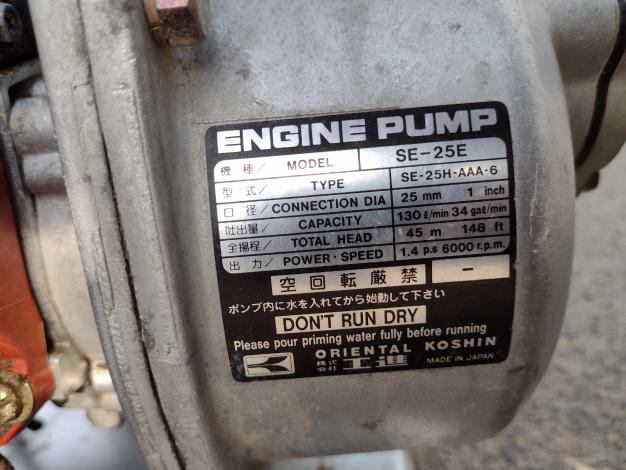 ENGINE PUMP
機種/ MODEL SE-25E
型式/ TYPE SE-25H-AAA-6
口径/ CONNECTION DIA 25 mm 1 inch
吐出量/ CAPACITY 130 ℓ/min 34 gaℓ/min
全揚程/ TOTAL HEAD 45 m 148 ft
出力/ POWER·SPEED 1.4 p.s 6000 r.p.m.
空回転厳禁 –
ポンプ内に水を入れてから始動して下さい
DON'T RUN DRY
Please pour priming water fully before running
ORIENTAL KOSHIN
株式会社 工進 MADE IN JAPAN